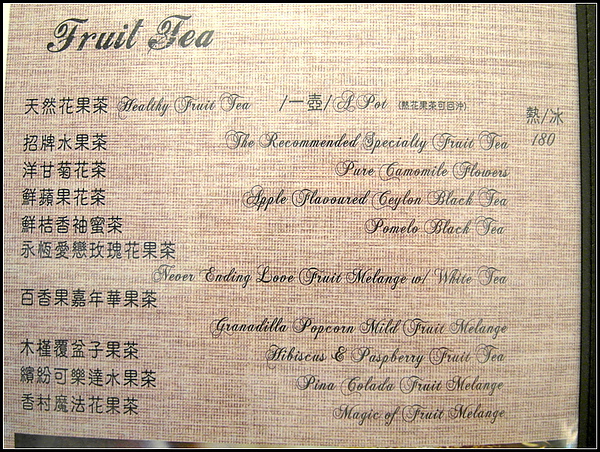 Fruit Tea
天然花果茶 Healthy Fruit Tea /一壺/ A Pot (熱花果茶可回沖) 熱/冰
招牌水果茶 The Recommended Specialty Fruit Tea 180
洋甘菊花茶 Pure Camomile Flowers
鮮蘋果花茶 Apple Flavoured Ceylon Black Tea
鮮桔香袖蜜茶 Pomelo Black Tea
永恆愛戀玫瑰花果茶
Never Ending Love Fruit Melange w/ White Tea
百香果嘉年華果茶
Granadilla Popcorn Mild Fruit Melange
木槿覆盆子果茶 Hibiscus & Paspberry Fruit Tea
繽紛可樂達水果茶 Pina Colada Fruit Melange
香村魔法花果茶 Magic of Fruit Melange